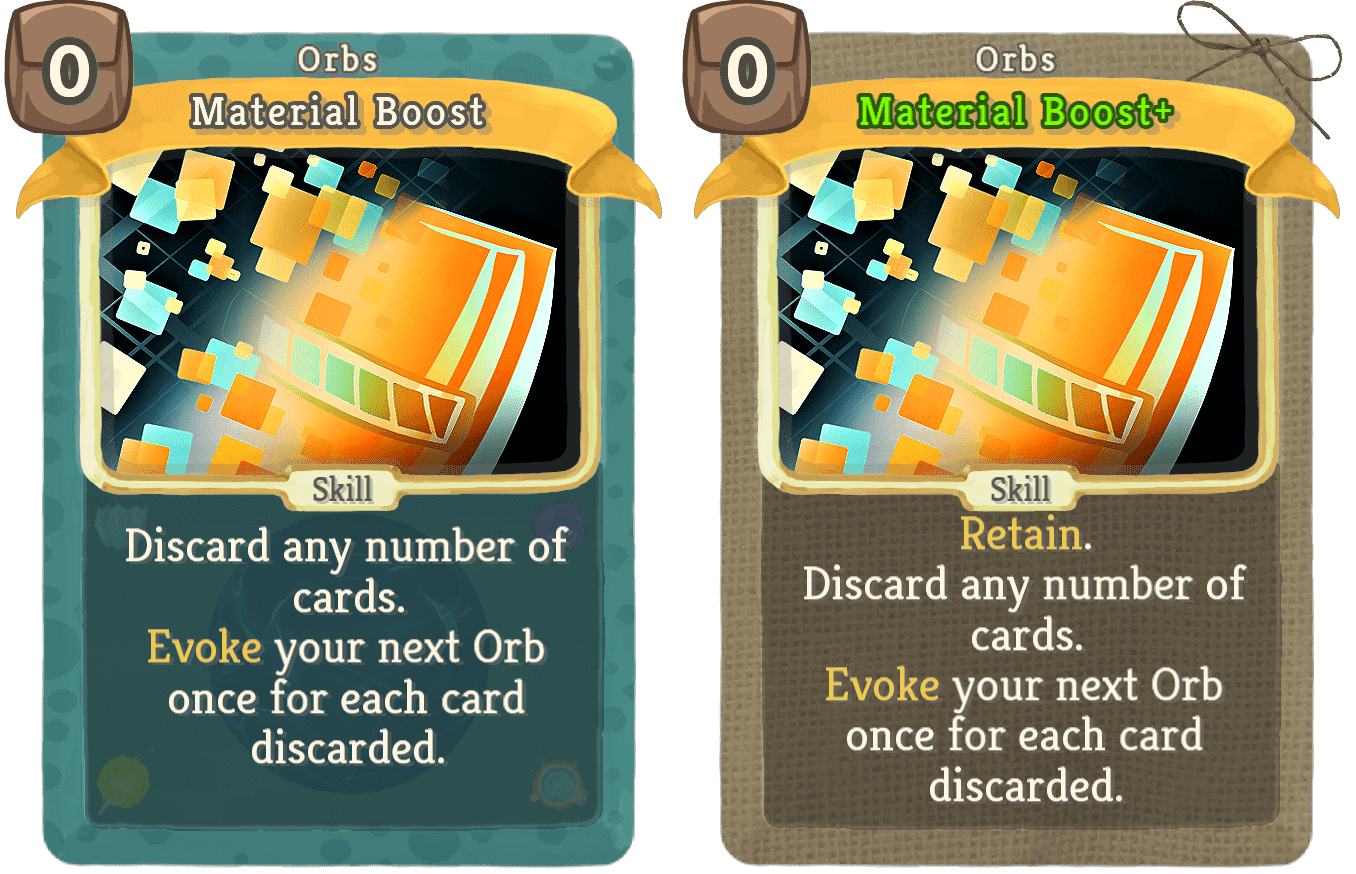 0
Orbs
Material Boost
Skill
Discard any number of
cards.
Evoke your next Orb
once for each card
discarded.
0
Orbs
Material Boost+
Skill
Retain.
Discard any number of
cards.
Evoke your next Orb
once for each card
discarded.